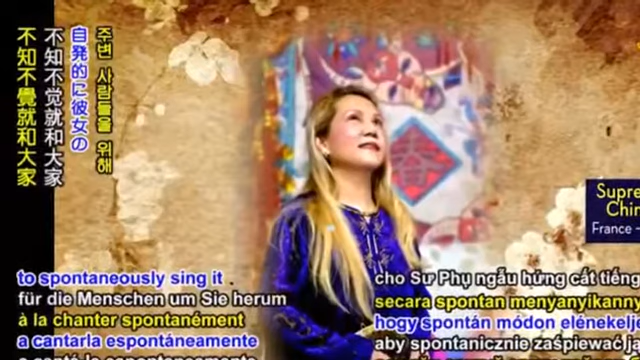 不知不覺就和大家
不知不觉就和大家
自発的に彼女の
주변 사람들을 위해
春
Supre
Chin
France –
to spontaneously sing it
für die Menschen um Sie herum
à la chanter spontanément
a cantarla espontáneamente
cho Sư Phụ ngẫu hứng cất tiếng
secara spontan menyanyikanny
hogy spontán módon elénekelje
aby spontanicznie zaśpiewać j